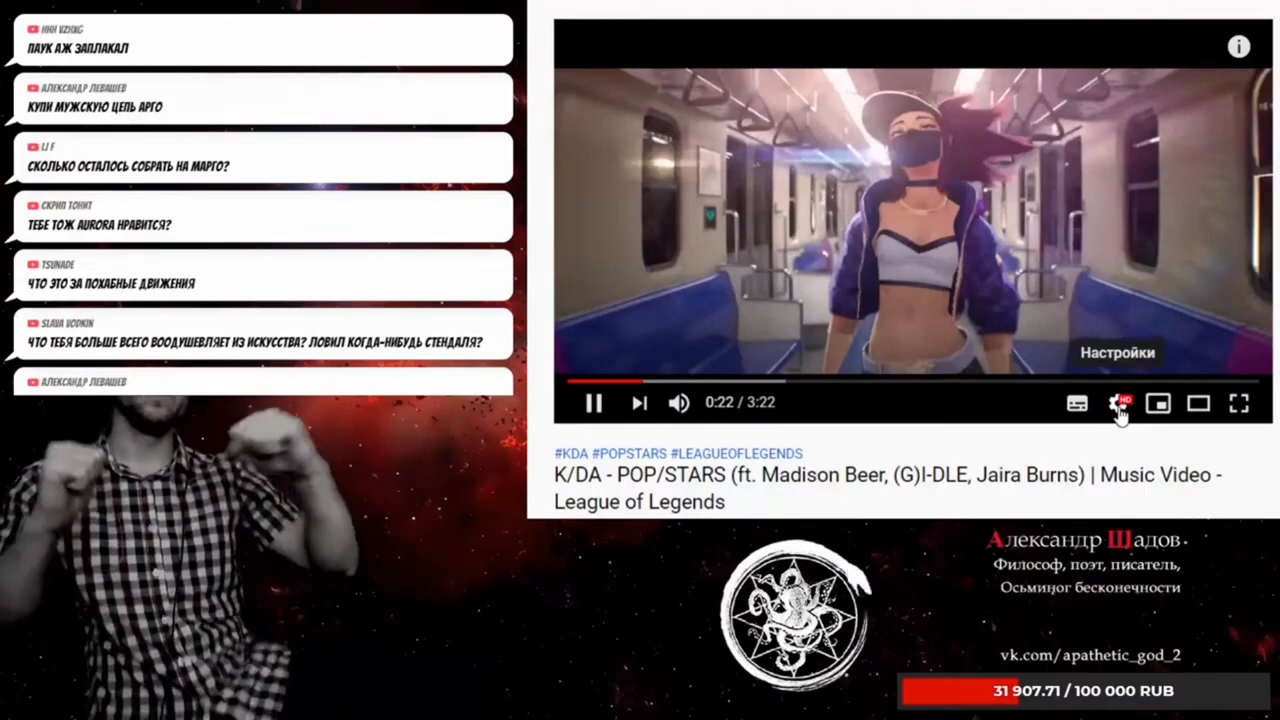 ННН VZHXG
ПАУК АЖ ЗАПЛАКАЛ
АЛЕКСАНДР ЛЕВАШЕВ
КУПИ МУЖСКУЮ ЦЕПЬ АРГО
IJ F
СКОЛЬКО ОСТАЛОСЬ СОБРАТЬ НА МАРГО?
СКРИП ТОНИТ
ТЕБЕ ТОЖ AURORA НРАВИТСЯ?
TSUNADE
ЧТО ЭТО ЗА ПОХАБНЫЕ ДВИЖЕНИЯ
SLAVA VODKIN
ЧТО ТЕБЯ БОЛЬШЕ ВСЕГО ВООДУШЕВЛЯЕТ ИЗ ИСКУССТВА? ЛОВИЛ КОГДА-НИБУДЬ СТЕНДАЛЯ?
АЛЕКСАНДР ЛЕВАШЕВ
Настройки
0:22 / 3:22
HD
#KDA #POPSTARS #LEAGUEOFLEGENDS
K/DA - POP/STARS (ft. Madison Beer, (G)I-DLE, Jaira Burns) | Music Video -
League of Legends
Александр Шадов.
Философ, поэт, писатель,
Осьминог бесконечности
vk.com/apathetic_god_2
31 907.71 / 100 000 RUB